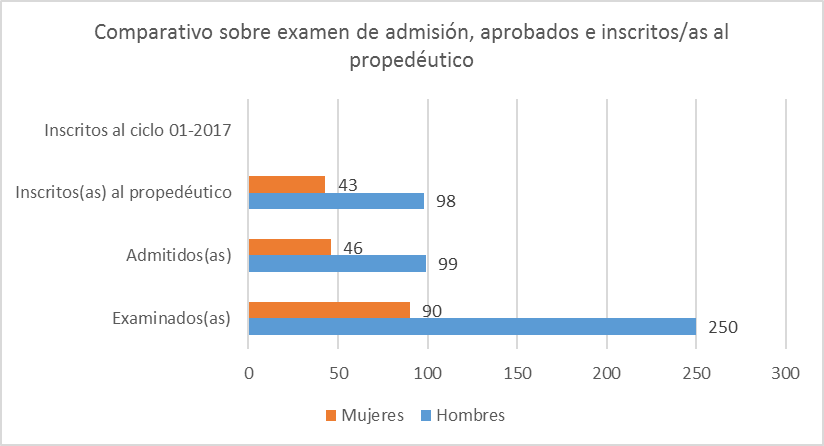 Comparativo sobre examen de admisión, aprobados e inscritos/as al
propedéutico
Inscritos al ciclo 01-2017
Inscritos(as) al propedéutico
43
98
Admitidos(as)
46
99
Examinados(as)
90
250
0 50 100 150 200 250 300
Mujeres Hombres